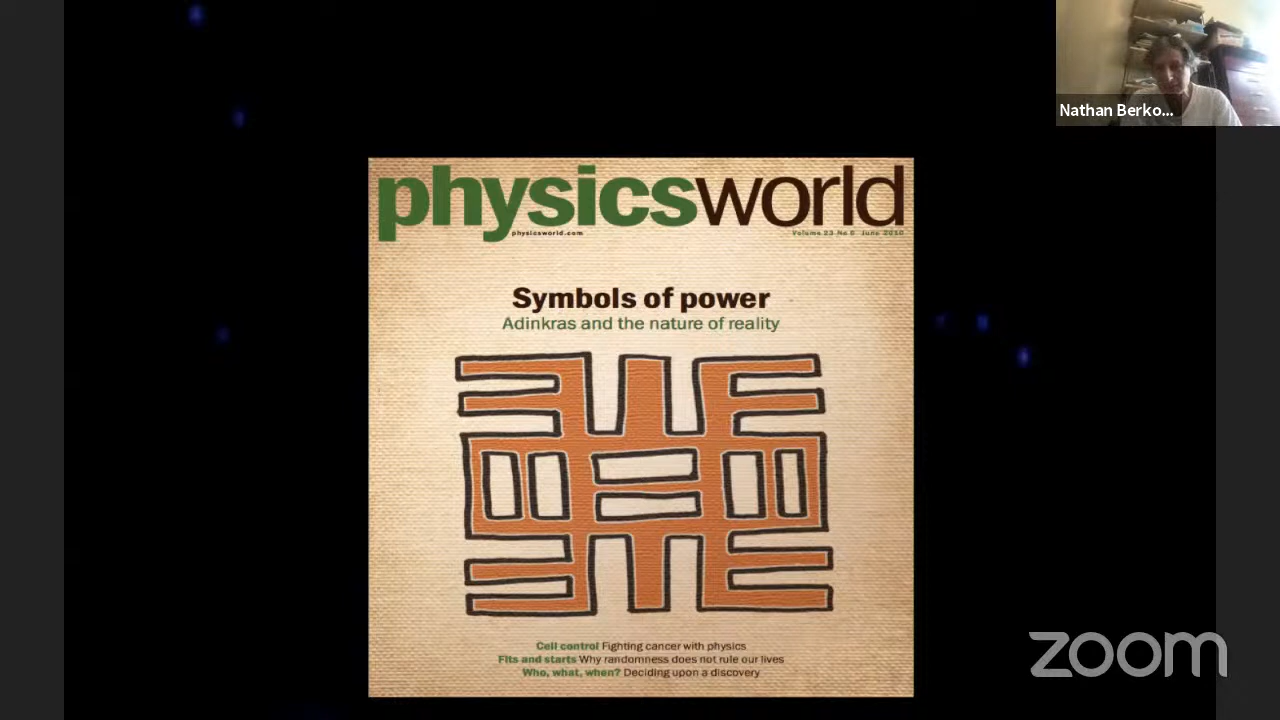 Nathan Berko...
physicsworld
physicsworld.com
Volume 23 No 6 June 2010
Symbols of power
Adinkras and the nature of reality
Cell control Fighting cancer with physics
Fits and starts Why randomness does not rule our lives
Who, what, when? Deciding upon a discovery
zoom